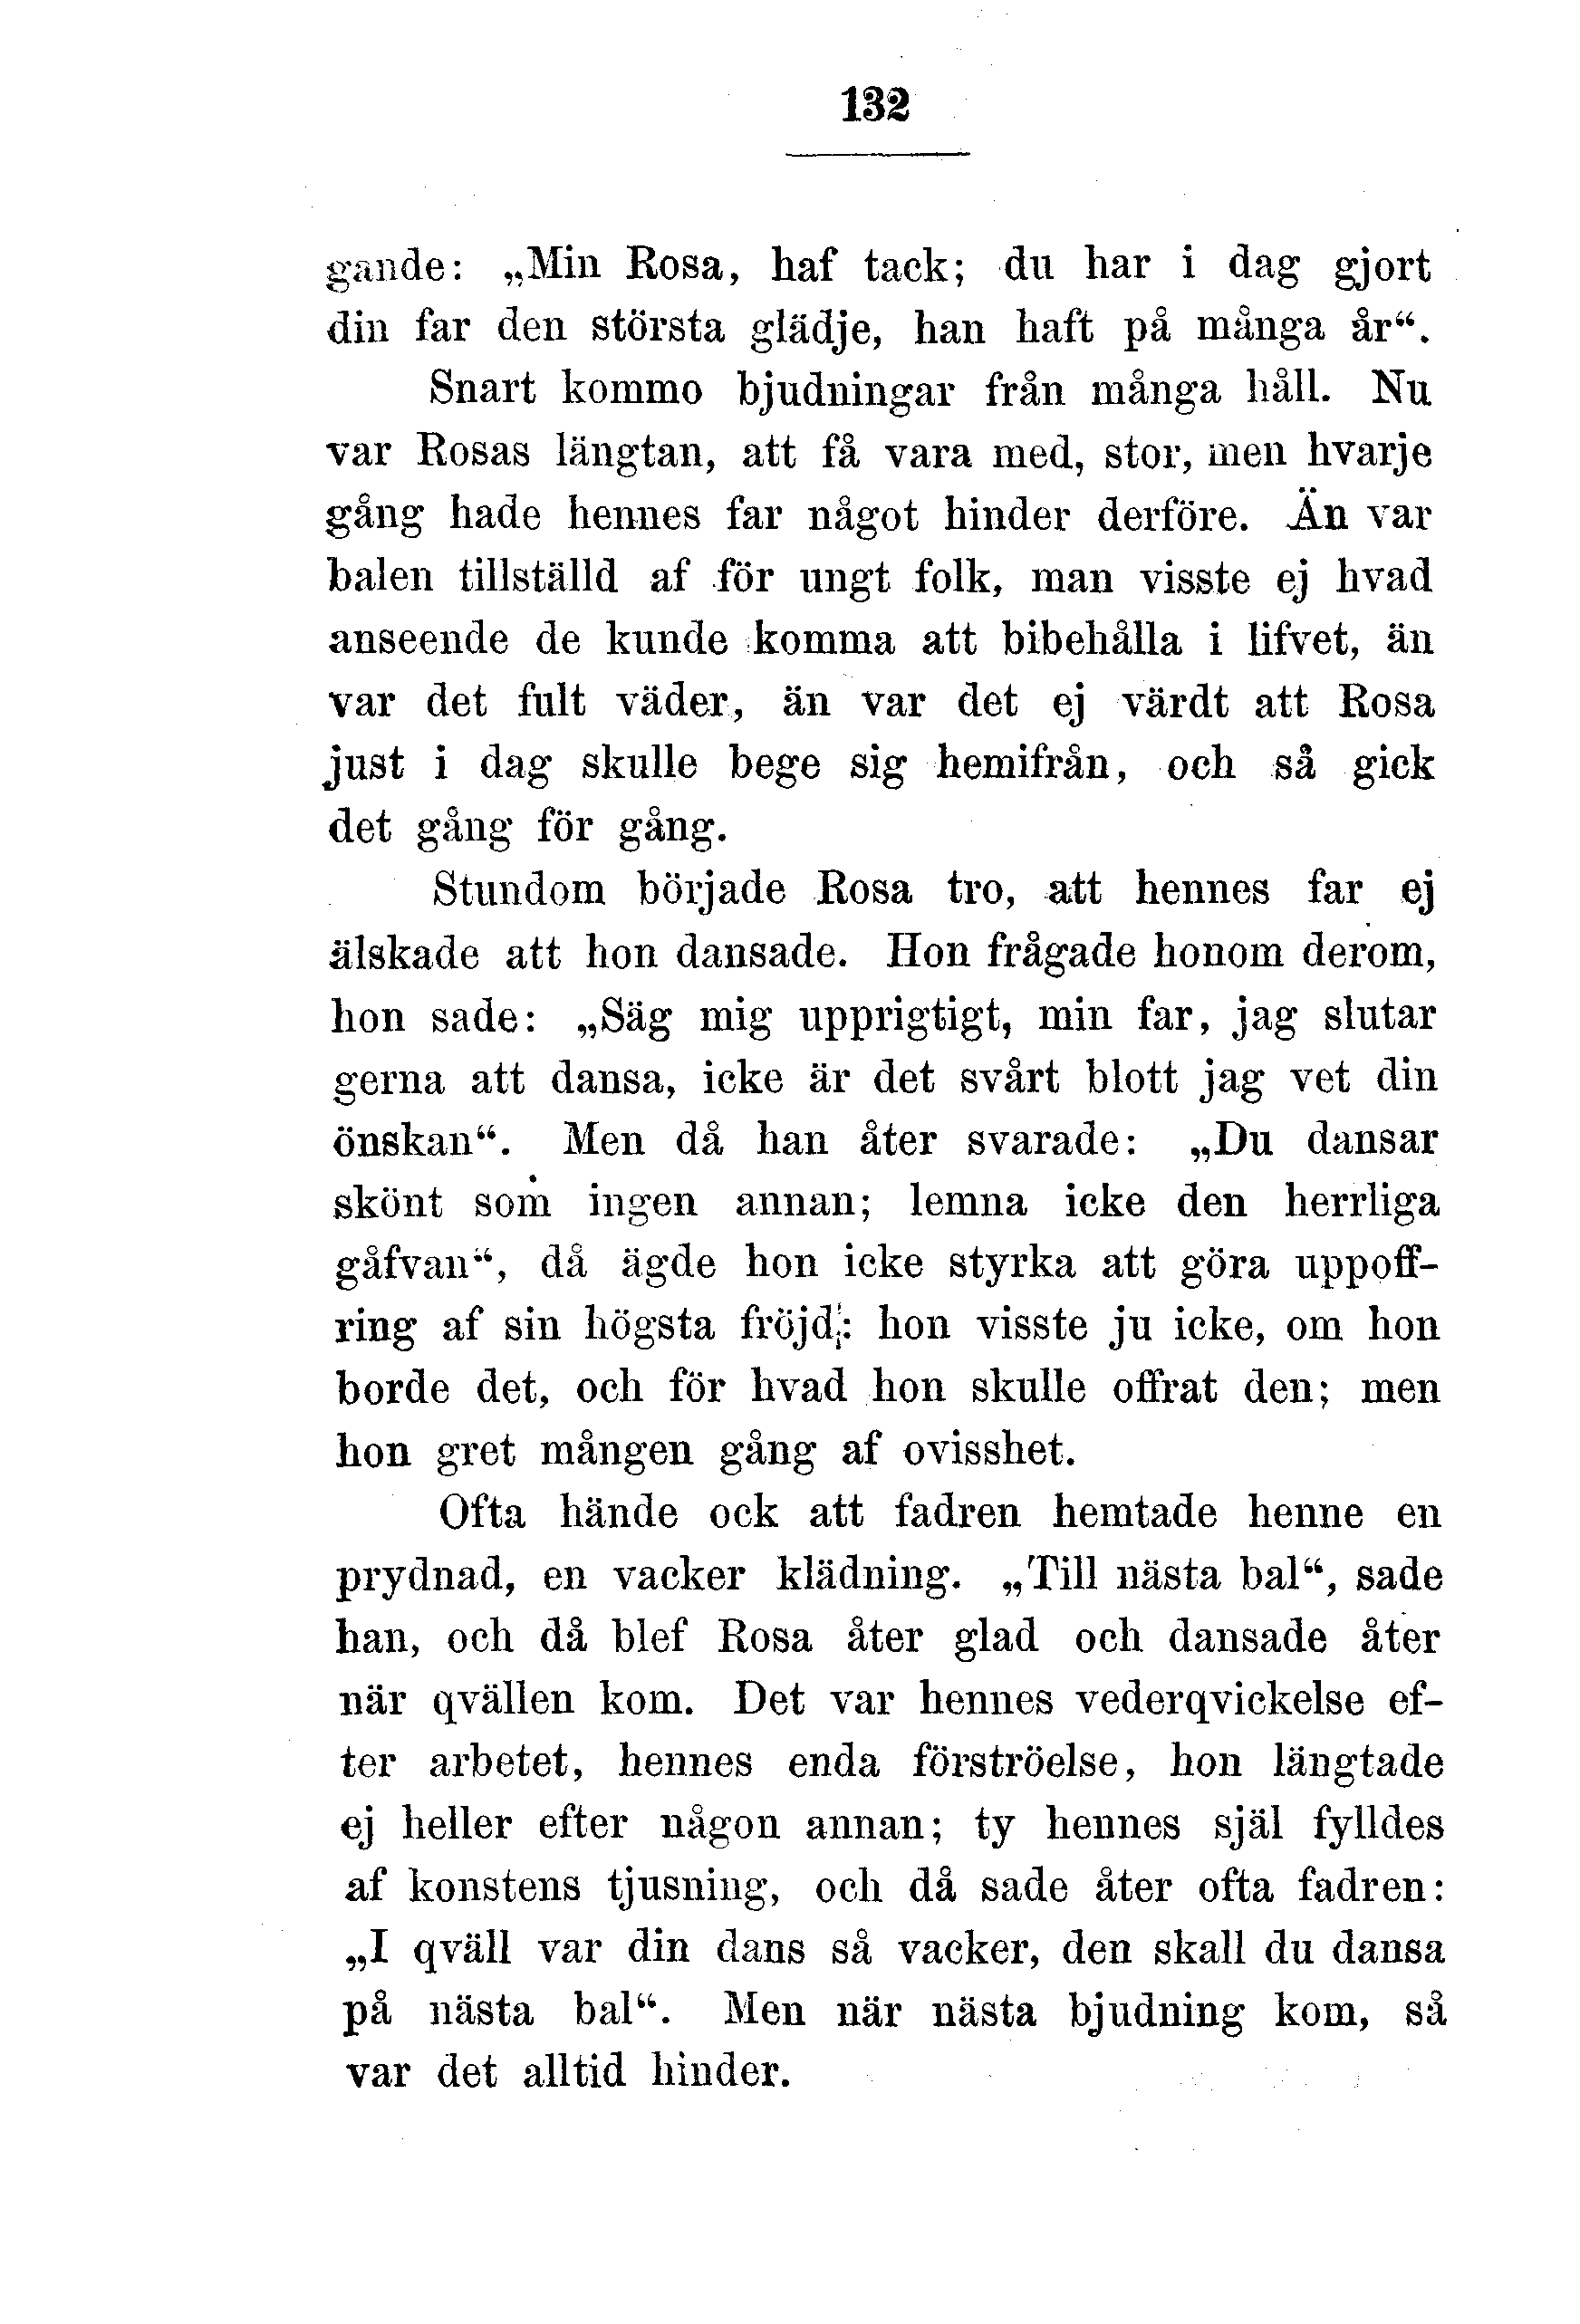 132
gande: „Min Rosa, haf tack; du har i dag gjort
din far den största glädje, han haft på många år“.
Snart kommo bjudningar från många håll. Nu
var Rosas längtan, att få vara med, stor, men hvarje
gång hade hennes far något hinder derföre. Än var
balen tillställd af för ungt folk, man visste ej hvad
anseende de kunde komma att bibehålla i lifvet, än
var det fult väder, än var det ej värdt att Rosa
just i dag skulle bege sig hemifrån, och så gick
det gång för gång.
Stundom började Rosa tro, att hennes far ej
älskade att hon dansade. Hon frågade honom derom,
hon sade: „Säg mig upprigtigt, min far, jag slutar
gerna att dansa, icke är det svårt blott jag vet din
önskan“. Men då han åter svarade: „Du dansar
skönt som ingen annan; lemna icke den herrliga
gåfvan“, då ägde hon icke styrka att göra uppoff-
ring af sin högsta fröjd: hon visste ju icke, om hon
borde det, och för hvad hon skulle offrat den; men
hon gret mången gång af ovisshet.
Ofta hände ock att fadren hemtade henne en
prydnad, en vacker klädning. „Till nästa bal“, sade
han, och då blef Rosa åter glad och dansade åter
när qvällen kom. Det var hennes vederqvickelse ef-
ter arbetet, hennes enda förströelse, hon längtade
ej heller efter någon annan; ty hennes själ fylldes
af konstens tjusning, och då sade åter ofta fadren:
„I qväll var din dans så vacker, den skall du dansa
på nästa bal“. Men när nästa bjudning kom, så
var det alltid hinder.